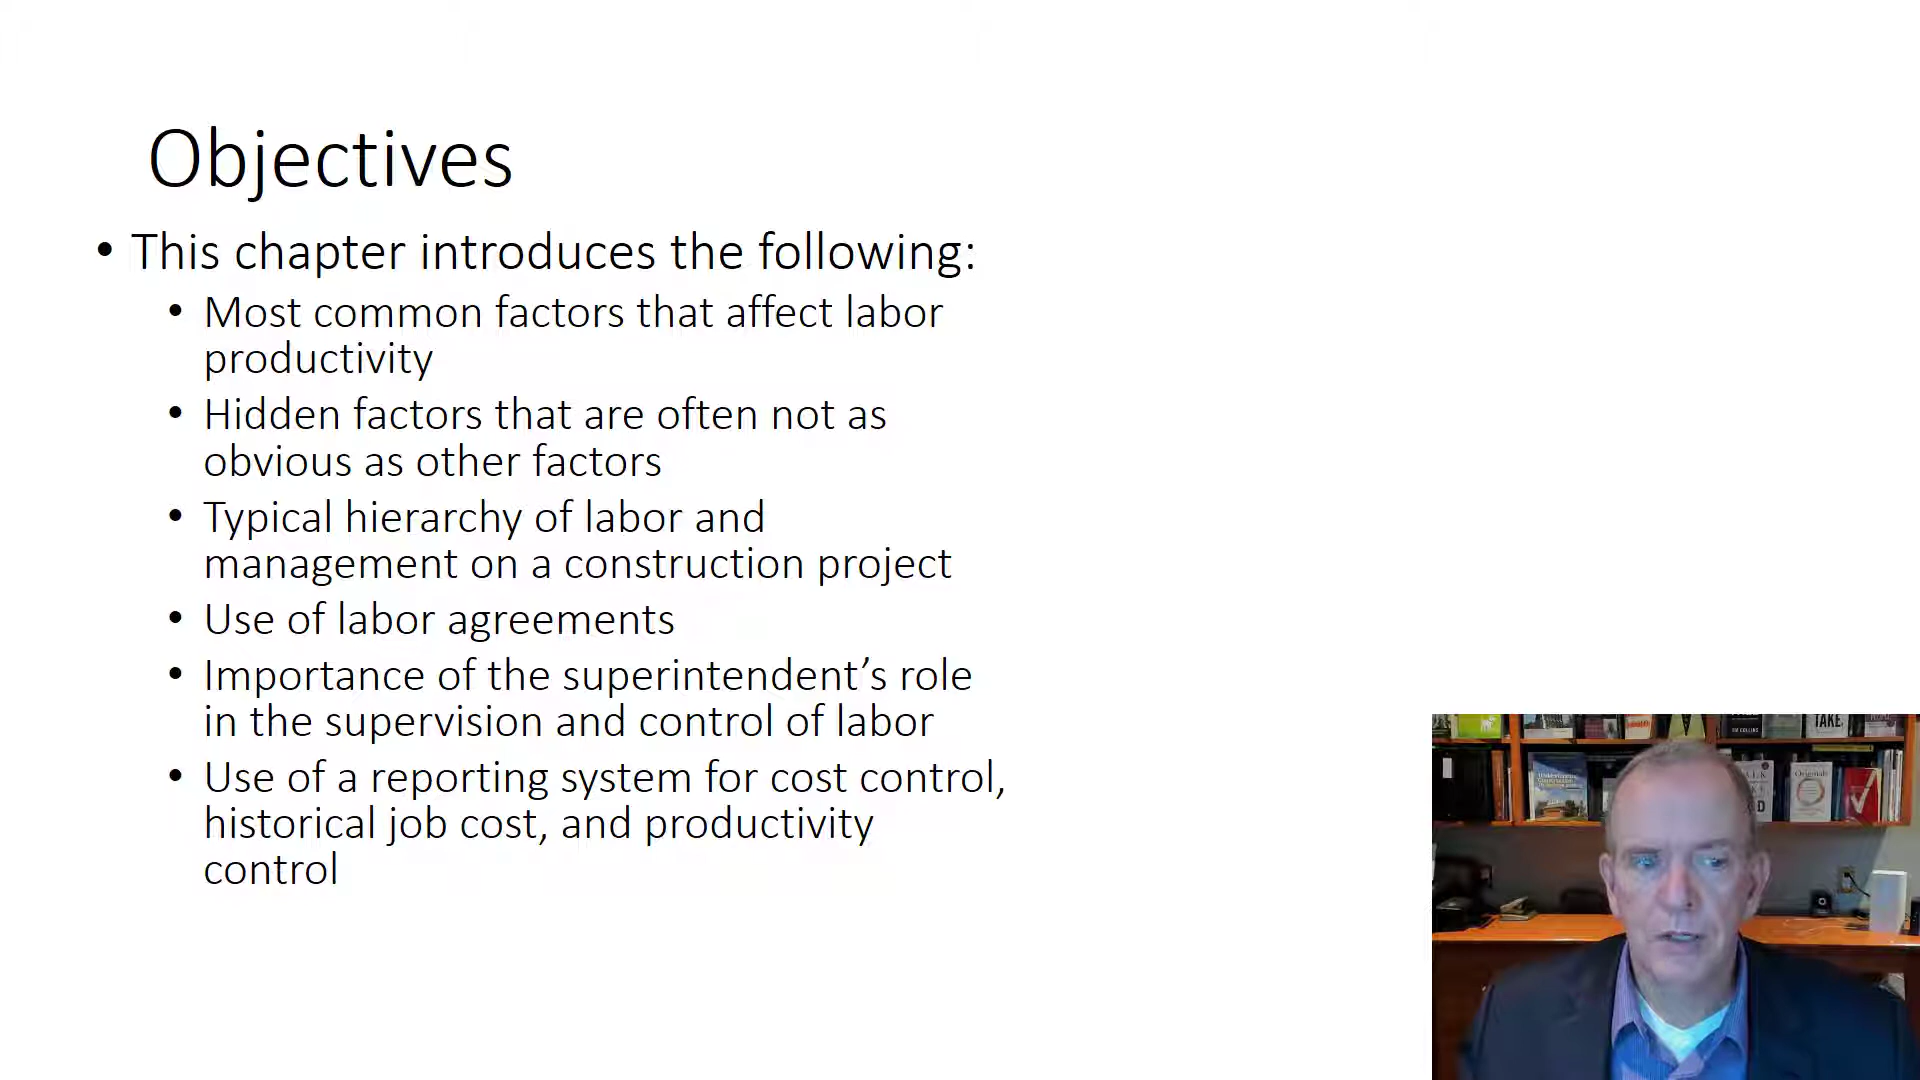 Objectives
• This chapter introduces the following:
• Most common factors that affect labor
productivity
• Hidden factors that are often not as
obvious as other factors
• Typical hierarchy of labor and
management on a construction project
• Use of labor agreements
• Importance of the superintendent’s role
in the supervision and control of labor
• Use of a reporting system for cost control,
historical job cost, and productivity
control
TAKE
Originals